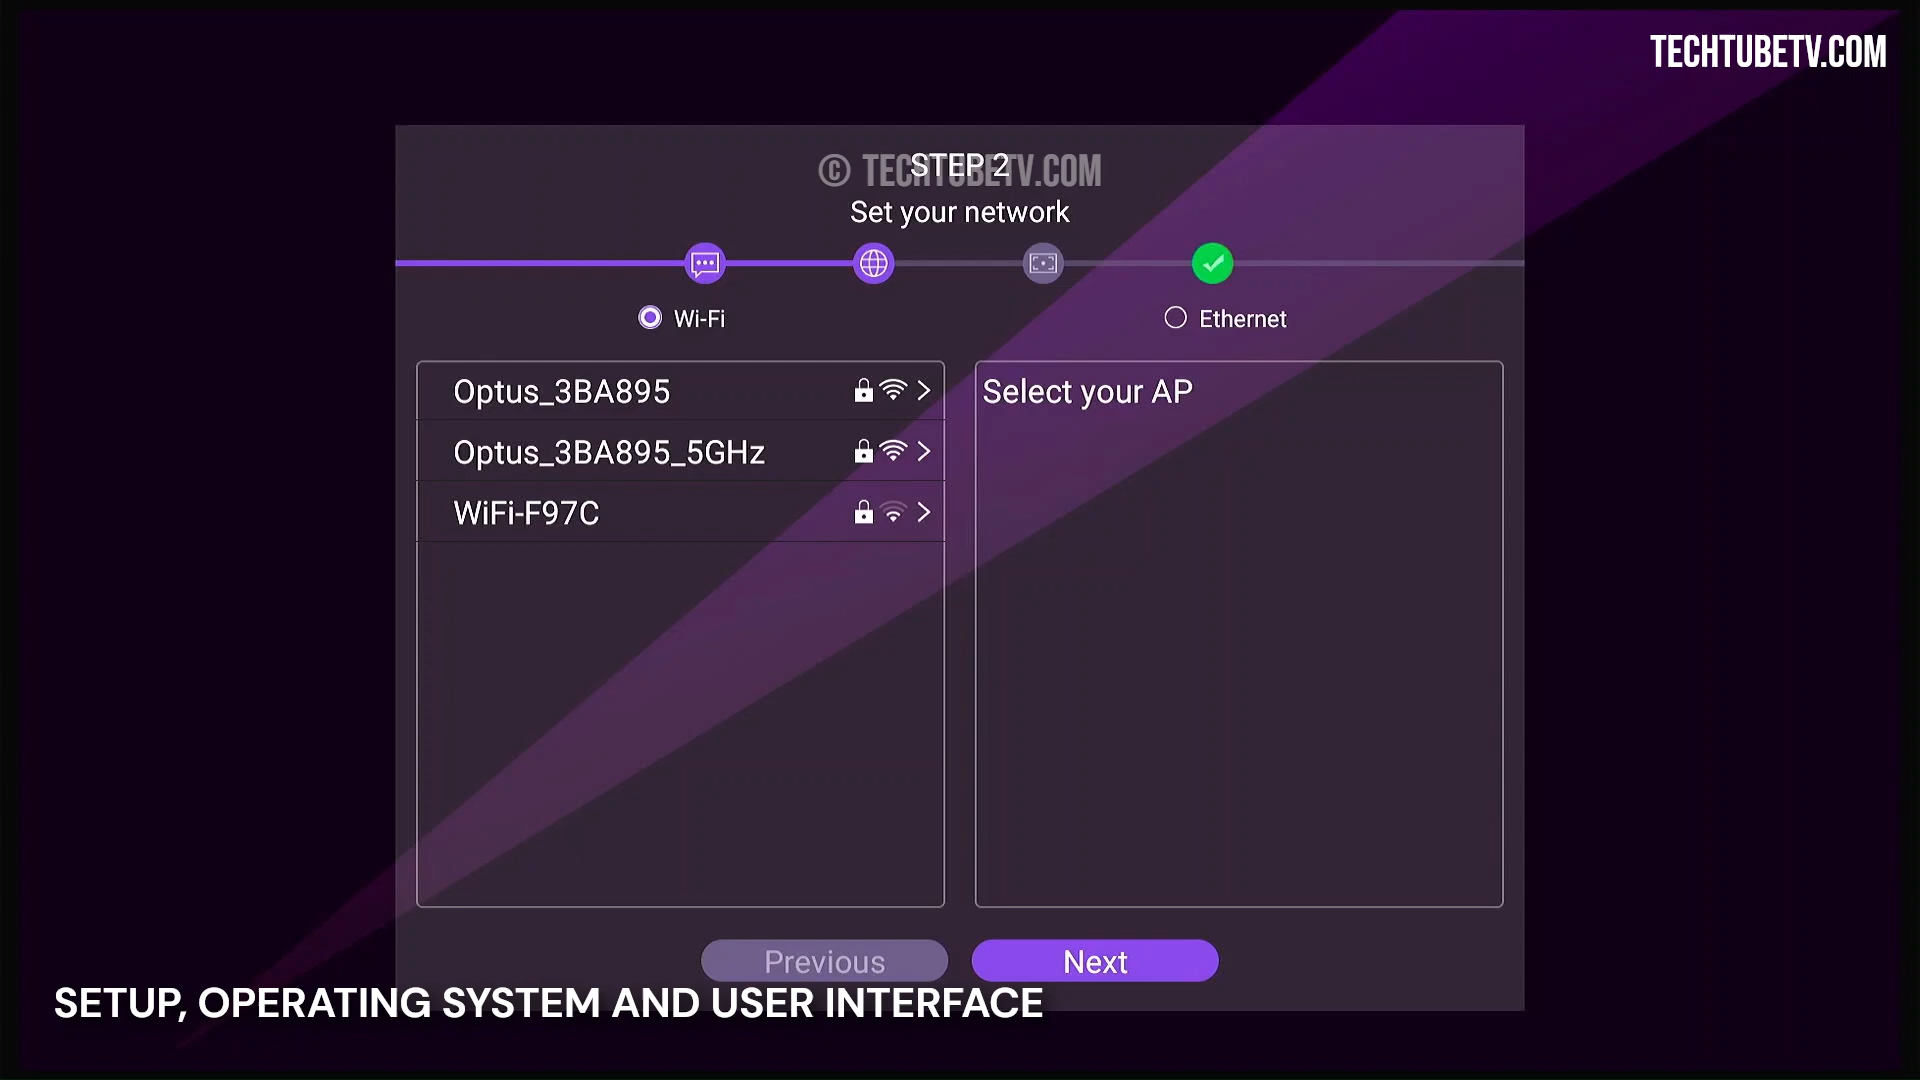 TECHTUBETV.COM
STEP 2
© TECHTUBETV.COM
Set your network
Wi-Fi
Ethernet
Optus_3BA895
Select your AP
Optus_3BA895_5GHz
WiFi-F97C
Previous
Next
SETUP, OPERATING SYSTEM AND USER INTERFACE